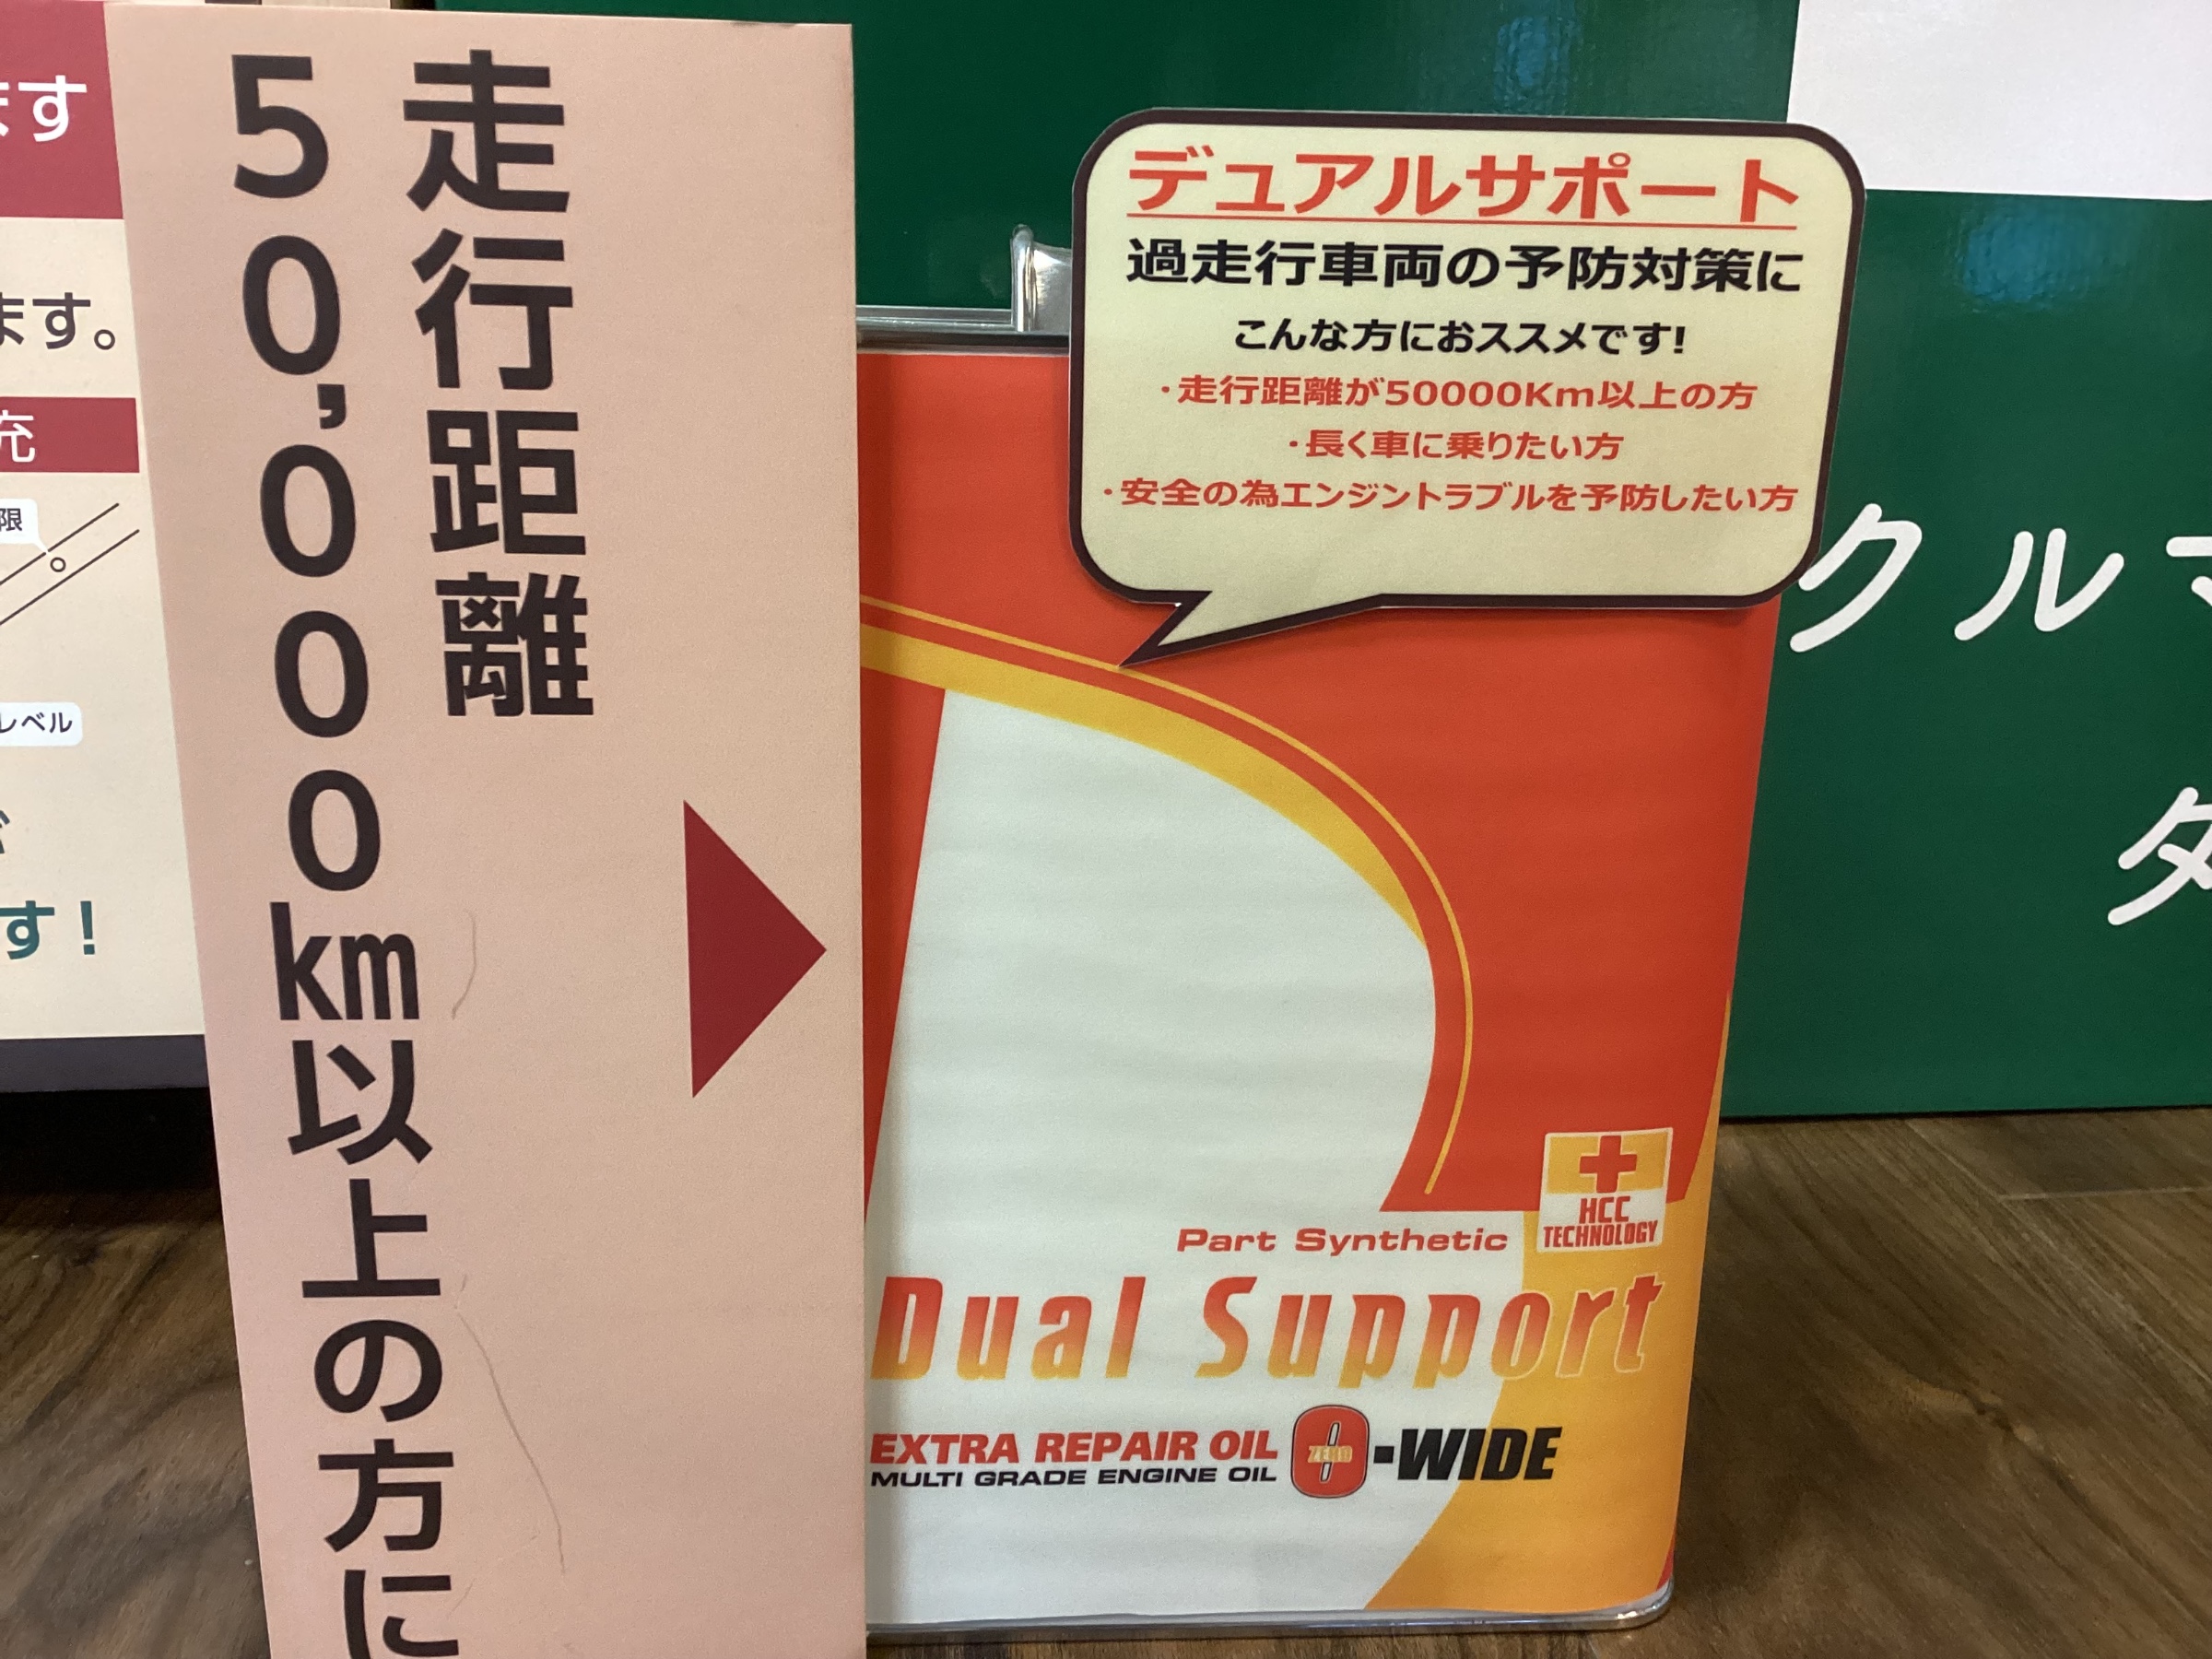 走行距離
50,000km以上の方に
デュアルサポート
過走行車両の予防対策に
こんな方におススメです!
・走行距離が50000Km以上の方
・長く車に乗りたい方
・安全の為エンジントラブルを予防したい方
HCC
TECHNOLOGY
Part Synthetic
Dual Support
EXTRA REPAIR OIL
MULTI GRADE ENGINE OIL
0-WIDE
ZERO
ます
ます。
充
限
レベル
す!
クルマ